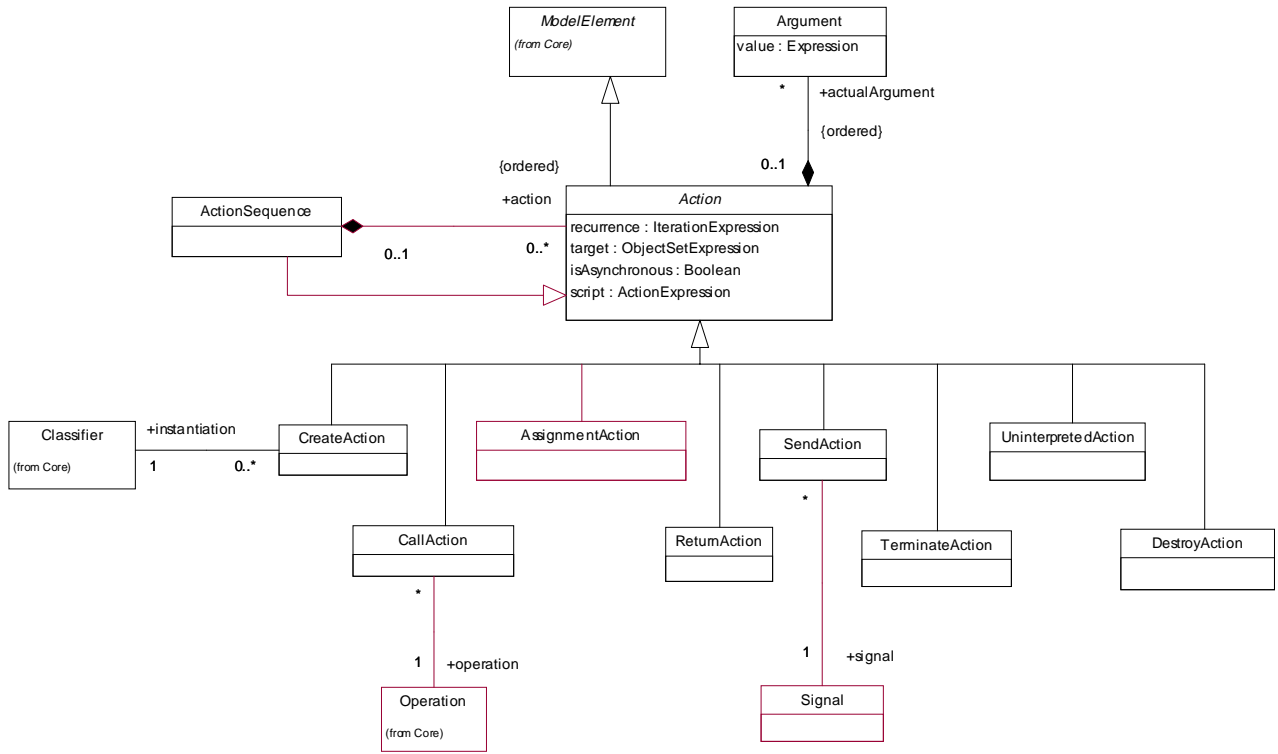 ModelElement
(from Core)
Argument
value : Expression
*
+actualArgument
{ordered}
0..1
{ordered}
+action
ActionSequence
0..1
0..*
Action
recurrence : IterationExpression
target : ObjectSetExpression
isAsynchronous : Boolean
script : ActionExpression
Classifier
(from Core)
+instantiation
1
0..*
CreateAction
AssignmentAction
SendAction
UninterpretedAction
CallAction
ReturnAction
TerminateAction
DestroyAction
*
1
+operation
Operation
(from Core)
*
1
+signal
Signal